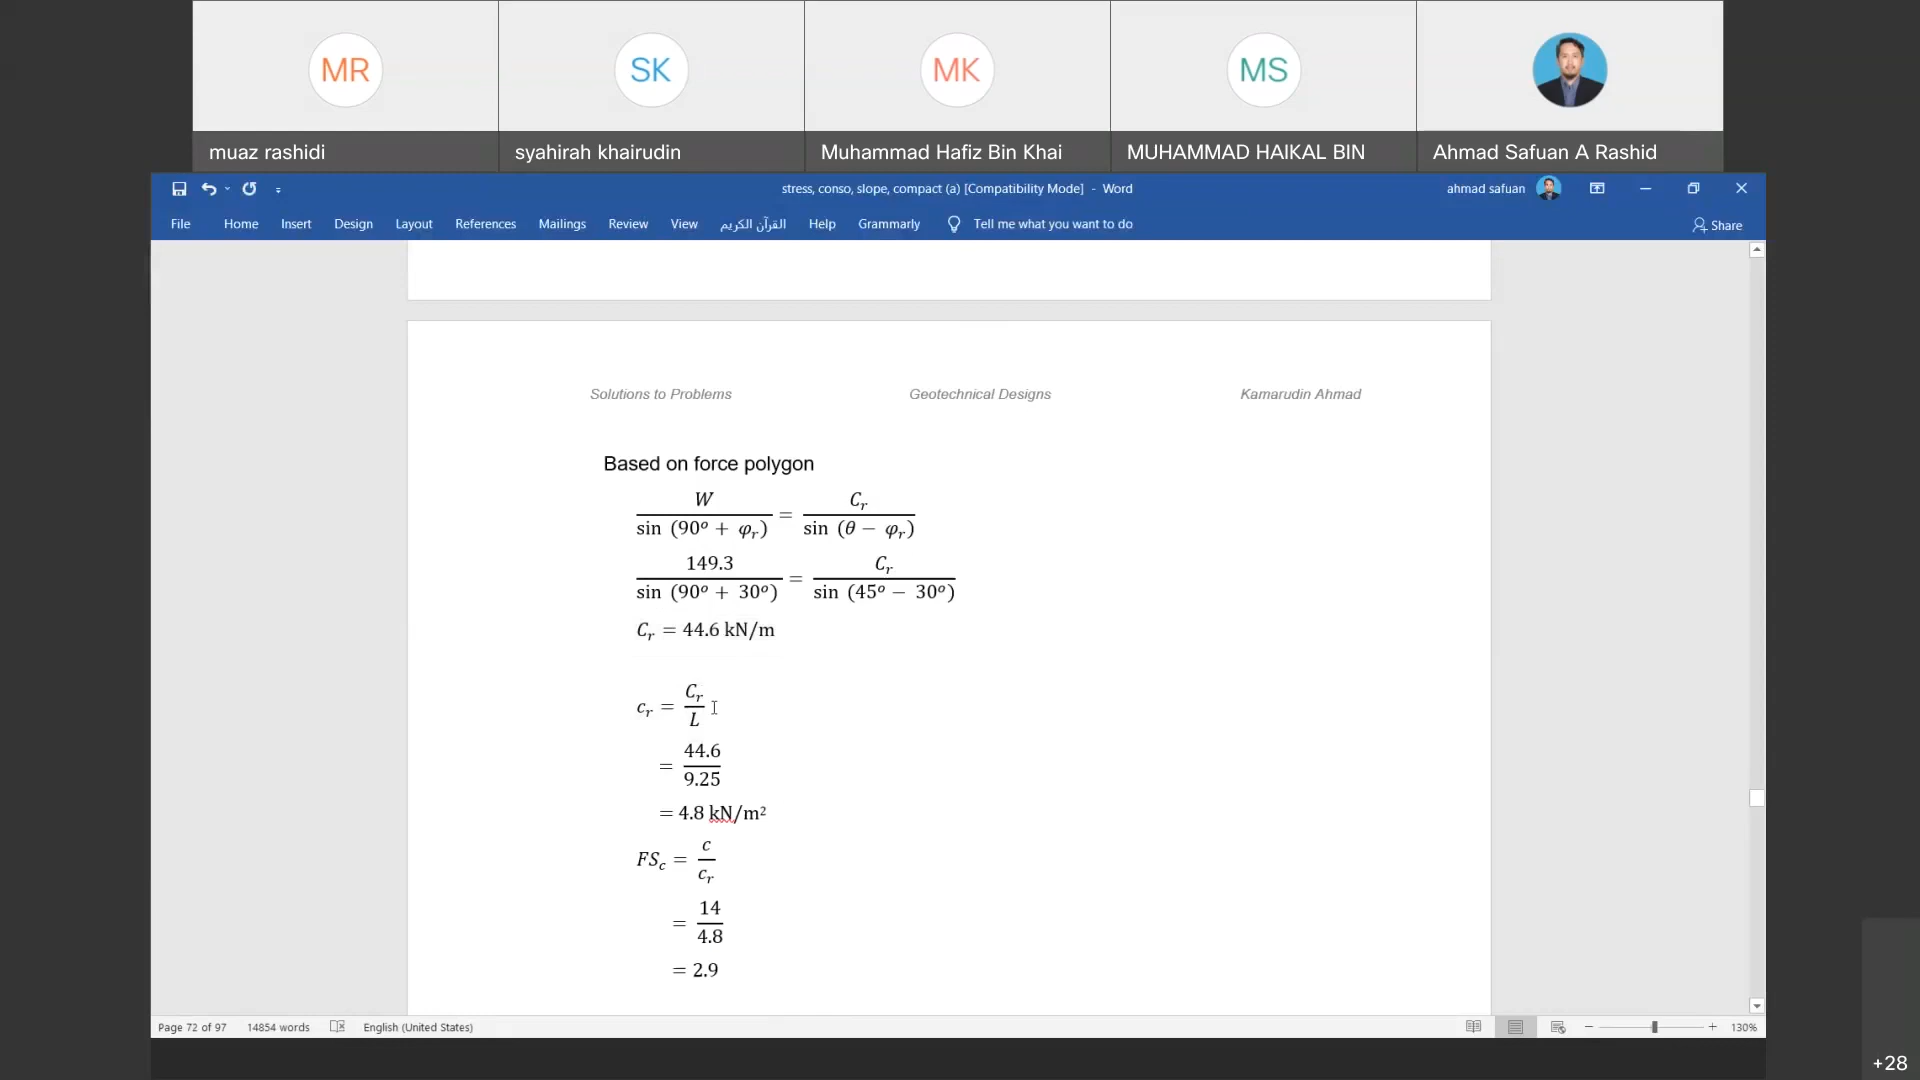 MR
SK
MK
MS
muaz rashidi
syahirah khairudin
Muhammad Hafiz Bin Khai
MUHAMMAD HAIKAL BIN
Ahmad Safuan A Rashid
stress, conso, slope, compact (a) [Compatibility Mode] - Word
ahmad safuan
File Home Insert Design Layout References Mailings Review View القرآن الكريم Help Grammarly Tell me what you want to do Share
Solutions to Problems Geotechnical Designs Kamarudin Ahmad
Based on force polygon
W / sin (90º + φr) = Cr / sin (θ − φr)
149.3 / sin (90º + 30º) = Cr / sin (45º − 30º)
Cr = 44.6 kN/m
cr = Cr / L
= 44.6 / 9.25
= 4.8 kN/m²
FSc = c / cr
= 14 / 4.8
= 2.9
Page 72 of 97 14854 words English (United States) 130%
+28